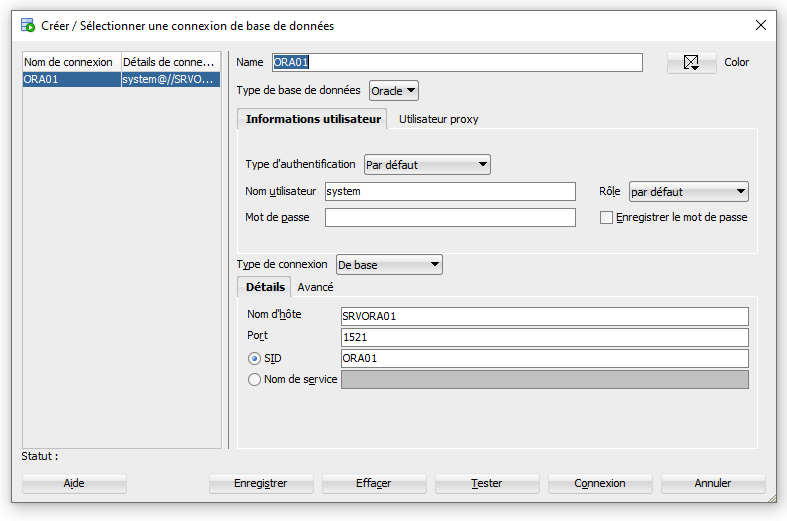 Créer / Sélectionner une connexion de base de données
Nom de connexion Détails de conne...
ORA01 system@//SRVO...
Name ORA01 Color
Type de base de données Oracle
Informations utilisateur Utilisateur proxy
Type d'authentification Par défaut
Nom utilisateur system Rôle par défaut
Mot de passe Enregistrer le mot de passe
Type de connexion De base
Détails Avancé
Nom d'hôte SRVORA01
Port 1521
SID ORA01
Nom de service
Statut :
Aide Enregistrer Effacer Tester Connexion Annuler